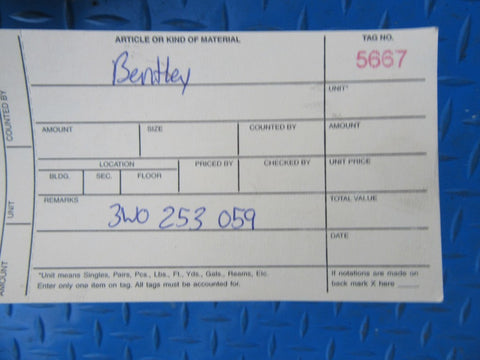 ARTICLE OR KIND OF MATERIAL
TAG NO.
Bentley
5667
UNIT*
AMOUNT
SIZE
COUNTED BY
AMOUNT
LOCATION
PRICED BY
CHECKED BY
UNIT PRICE
BLDG.
SEC.
FLOOR
REMARKS
TOTAL VALUE
3W0 253 059
DATE
*Unit means Singles, Pairs, Pcs., Lbs., Ft., Yds., Gals., Reams, Etc.
Enter only one item on tag. All tags must be accounted for.
If notations are made on
back mark X here
COUNTED BY
UNIT
AMOUNT